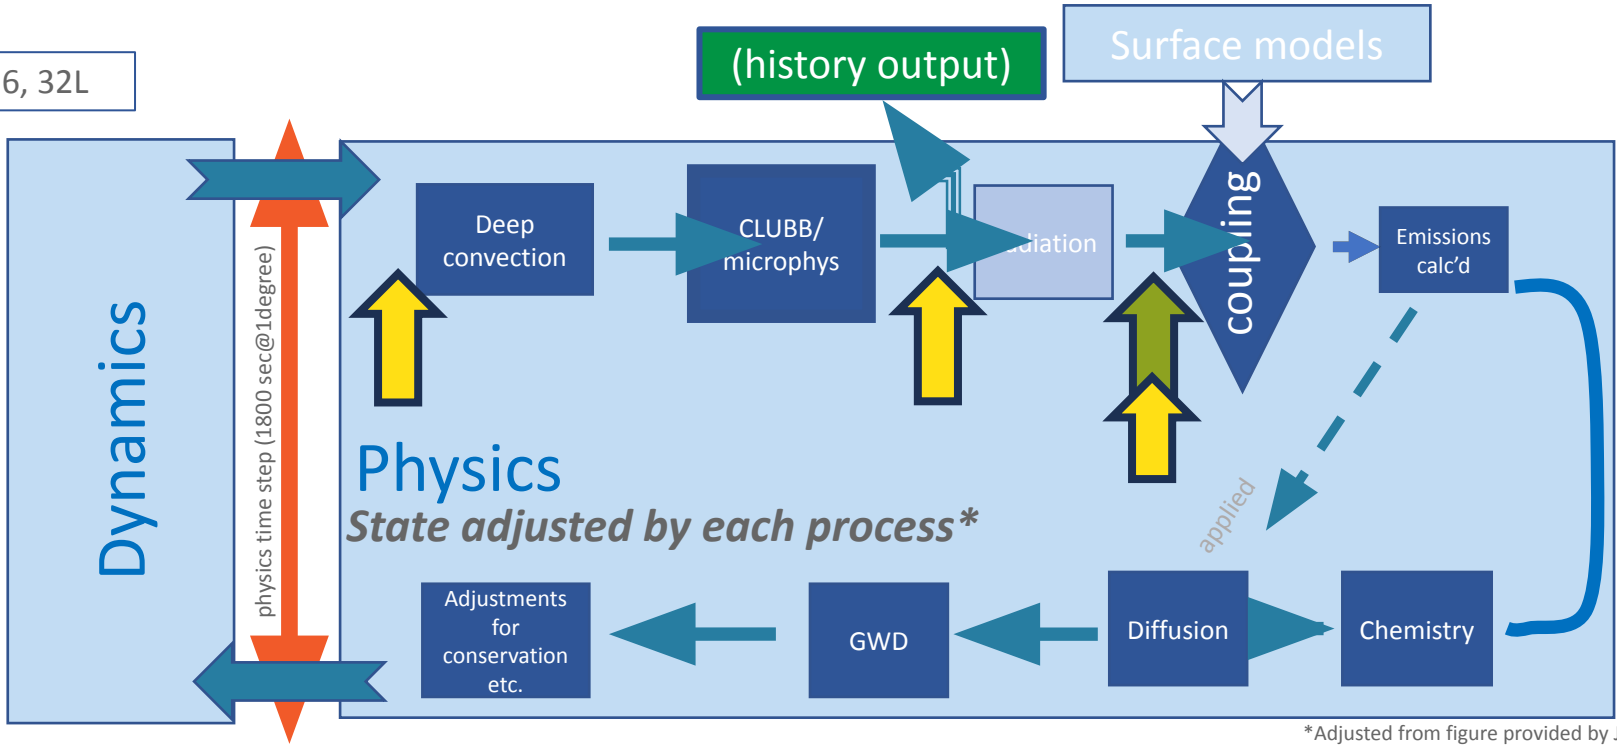 6, 32L
(history output)
Surface models
Dynamics
physics time step (1800 sec@1degree)
Deep
convection
CLUBB/
microphys
coupling
Emissions
calc'd
Physics
State adjusted by each process*
applied
Adjustments
for
conservation
etc.
GWD
Diffusion
Chemistry
*Adjusted from figure provided by